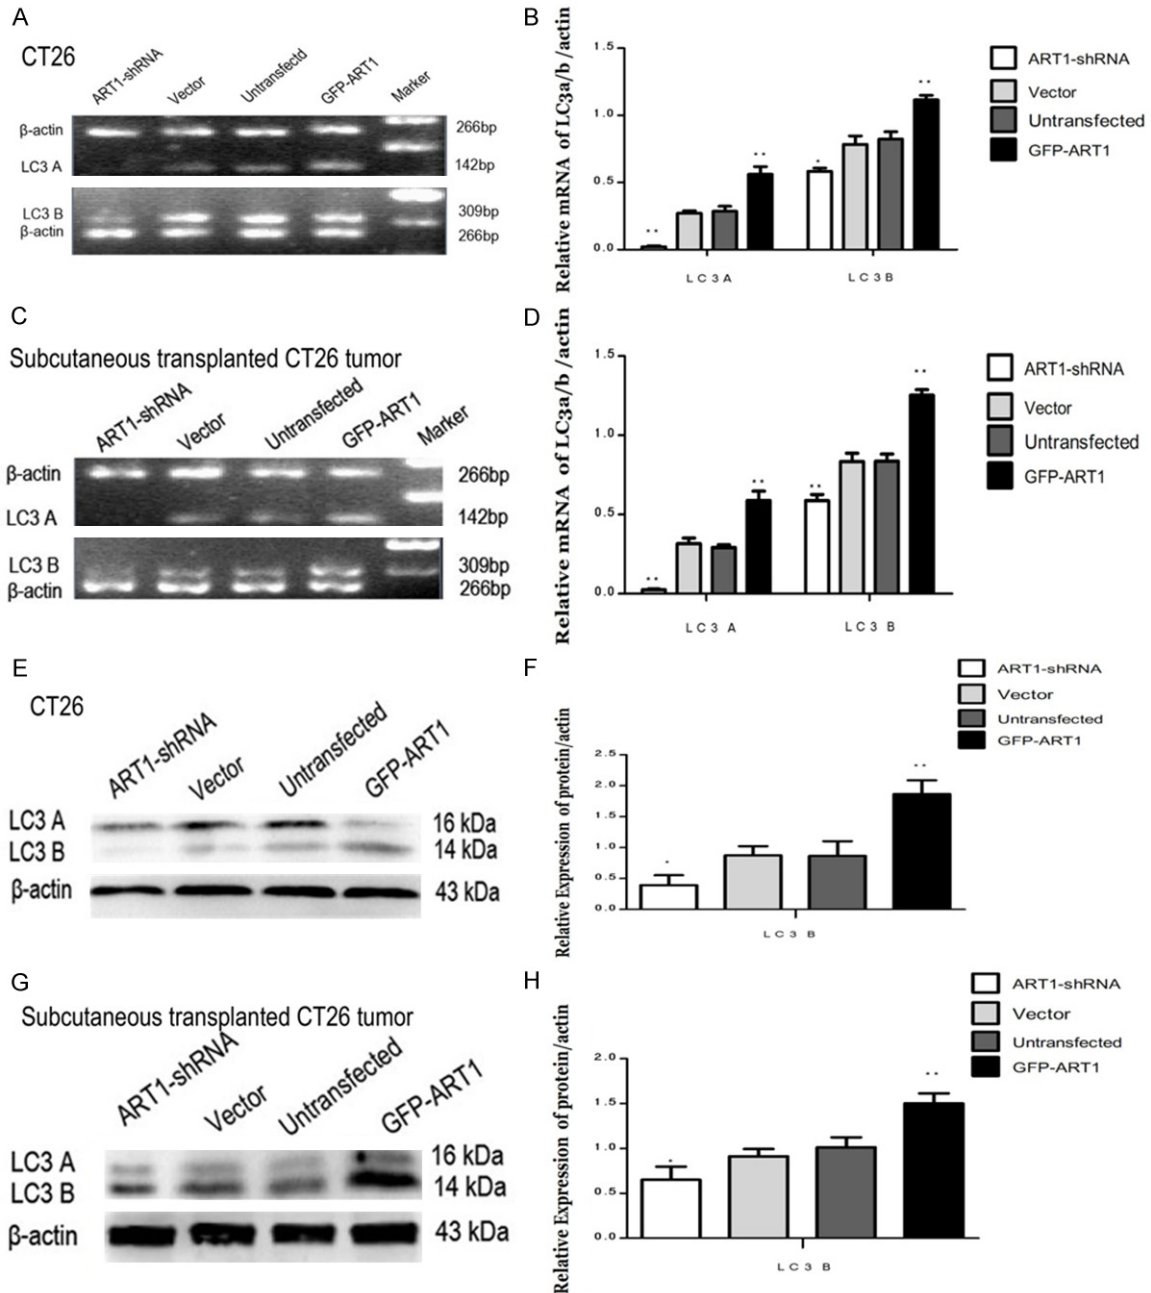 A
CT26
ART1-shRNA
Vector
Untransfectd
GFP-ART1
Marker
β-actin
266bp
LC3 A
142bp
LC3 B
309bp
β-actin
266bp
B
Relative mRNA of LC3a/b /actin
1.5
1.0
0.5
0.0
** 
**
*
**
LC3A
LC3B
ART1-shRNA
Vector
Untransfected
GFP-ART1
C
Subcutaneous transplanted CT26 tumor
ART1-shRNA
Vector
Untransfected
GFP-ART1
Marker
β-actin
266bp
LC3 A
142bp
LC3 B
309bp
β-actin
266bp
D
Relative mRNA of LC3a/b /actin
1.5
1.0
0.5
0.0
**
**
**
**
LC3 A
LC3 B
ART1-shRNA
Vector
Untransfected
GFP-ART1
E
CT26
ART1-shRNA
Vector
Untransfected
GFP-ART1
LC3 A
16 kDa
LC3 B
14 kDa
β-actin
43 kDa
F
Relative Expression of protein/actin
2.5
2.0
1.5
1.0
0.5
0.0
*
**
LC3 B
ART1-shRNA
Vector
Untransfected
GFP-ART1
G
Subcutaneous transplanted CT26 tumor
ART1-shRNA
Vector
Untransfected
GFP-ART1
LC3 A
16 kDa
LC3 B
14 kDa
β-actin
43 kDa
H
Relative Expression of protein/actin
2.0
1.5
1.0
0.5
0.0
*
**
LC3 B
ART1-shRNA
Vector
Untransfected
GFP-ART1